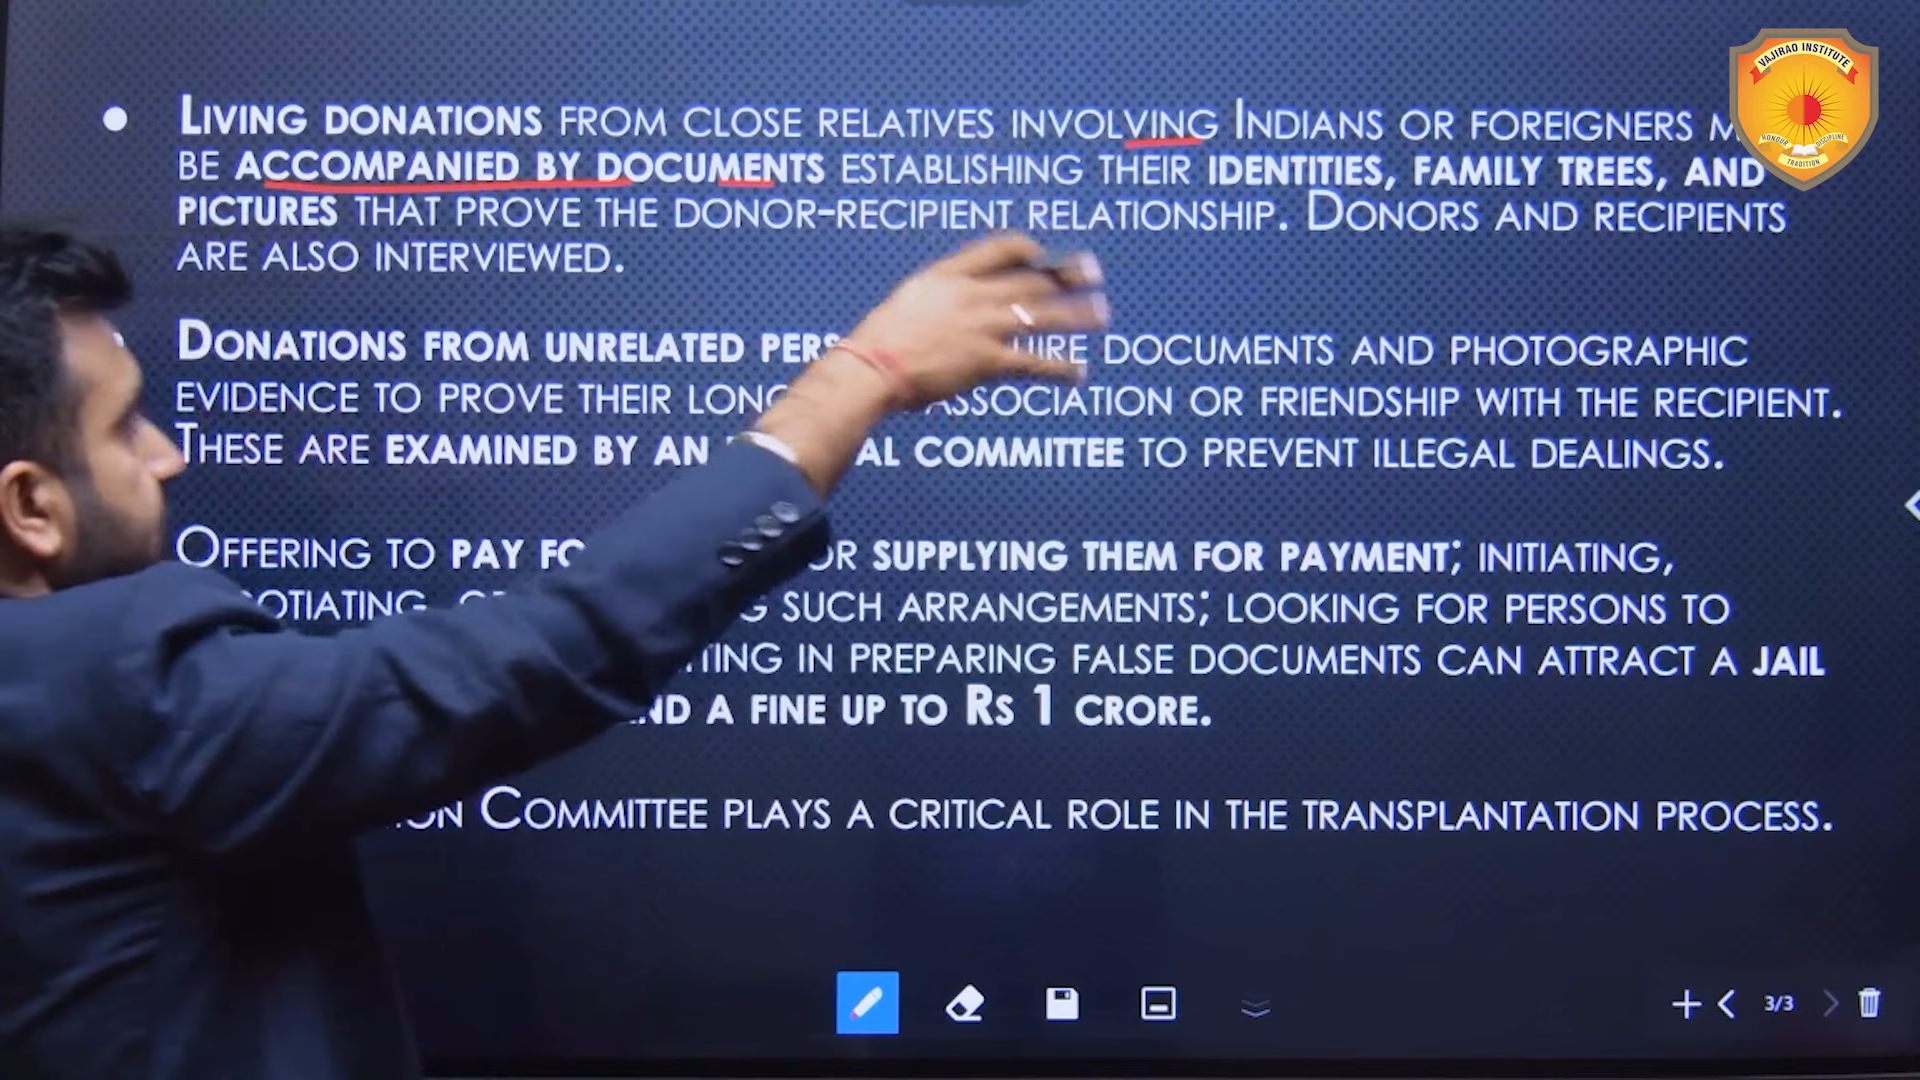 VAJIRAO INSTITUTE
HONOUR DISCIPLINE
TRADITION
LIVING DONATIONS FROM CLOSE RELATIVES INVOLVING INDIANS OR FOREIGNERS
BE ACCOMPANIED BY DOCUMENTS ESTABLISHING THEIR IDENTITIES, FAMILY TREES, AND
PICTURES THAT PROVE THE DONOR-RECIPIENT RELATIONSHIP. DONORS AND RECIPIENTS
ARE ALSO INTERVIEWED.
DONATIONS FROM UNRELATED DOCUMENTS AND PHOTOGRAPHIC
EVIDENCE TO PROVE THEIR ASSOCIATION OR FRIENDSHIP WITH THE RECIPIENT.
THESE ARE EXAMINED BY AN COMMITTEE TO PREVENT ILLEGAL DEALINGS.
OFFERING TO PAY OR SUPPLYING THEM FOR PAYMENT; INITIATING,
SUCH ARRANGEMENTS; LOOKING FOR PERSONS TO
IN PREPARING FALSE DOCUMENTS CAN ATTRACT A JAIL
AND A FINE UP TO RS 1 CRORE.
COMMITTEE PLAYS A CRITICAL ROLE IN THE TRANSPLANTATION PROCESS.
3/3